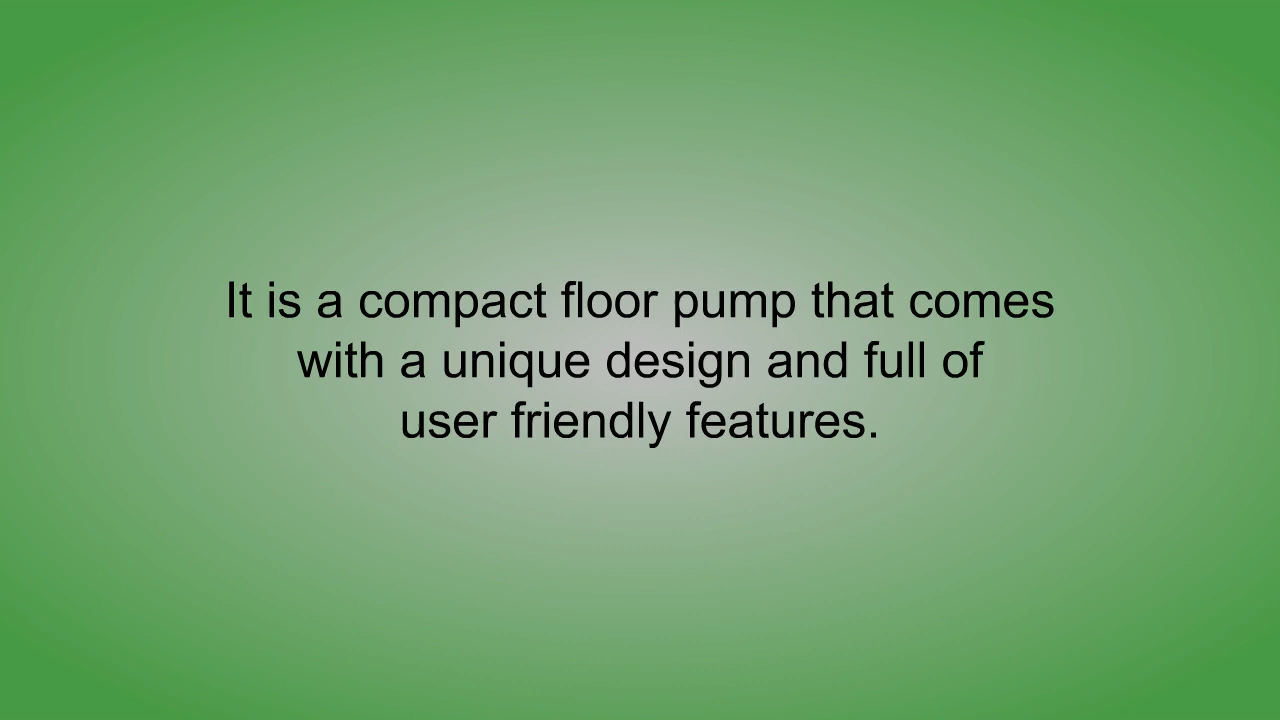 It is a compact floor pump that comes
with a unique design and full of
user friendly features.